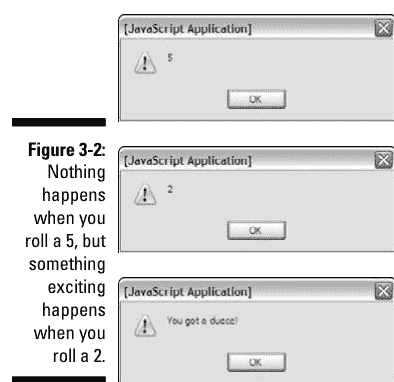 [JavaScript Application]
5
OK
Figure 3-2:
Nothing
happens
when you
roll a 5, but
something
exciting
happens
when you
roll a 2.
[JavaScript Application]
2
OK
[JavaScript Application]
You got a duece!
OK